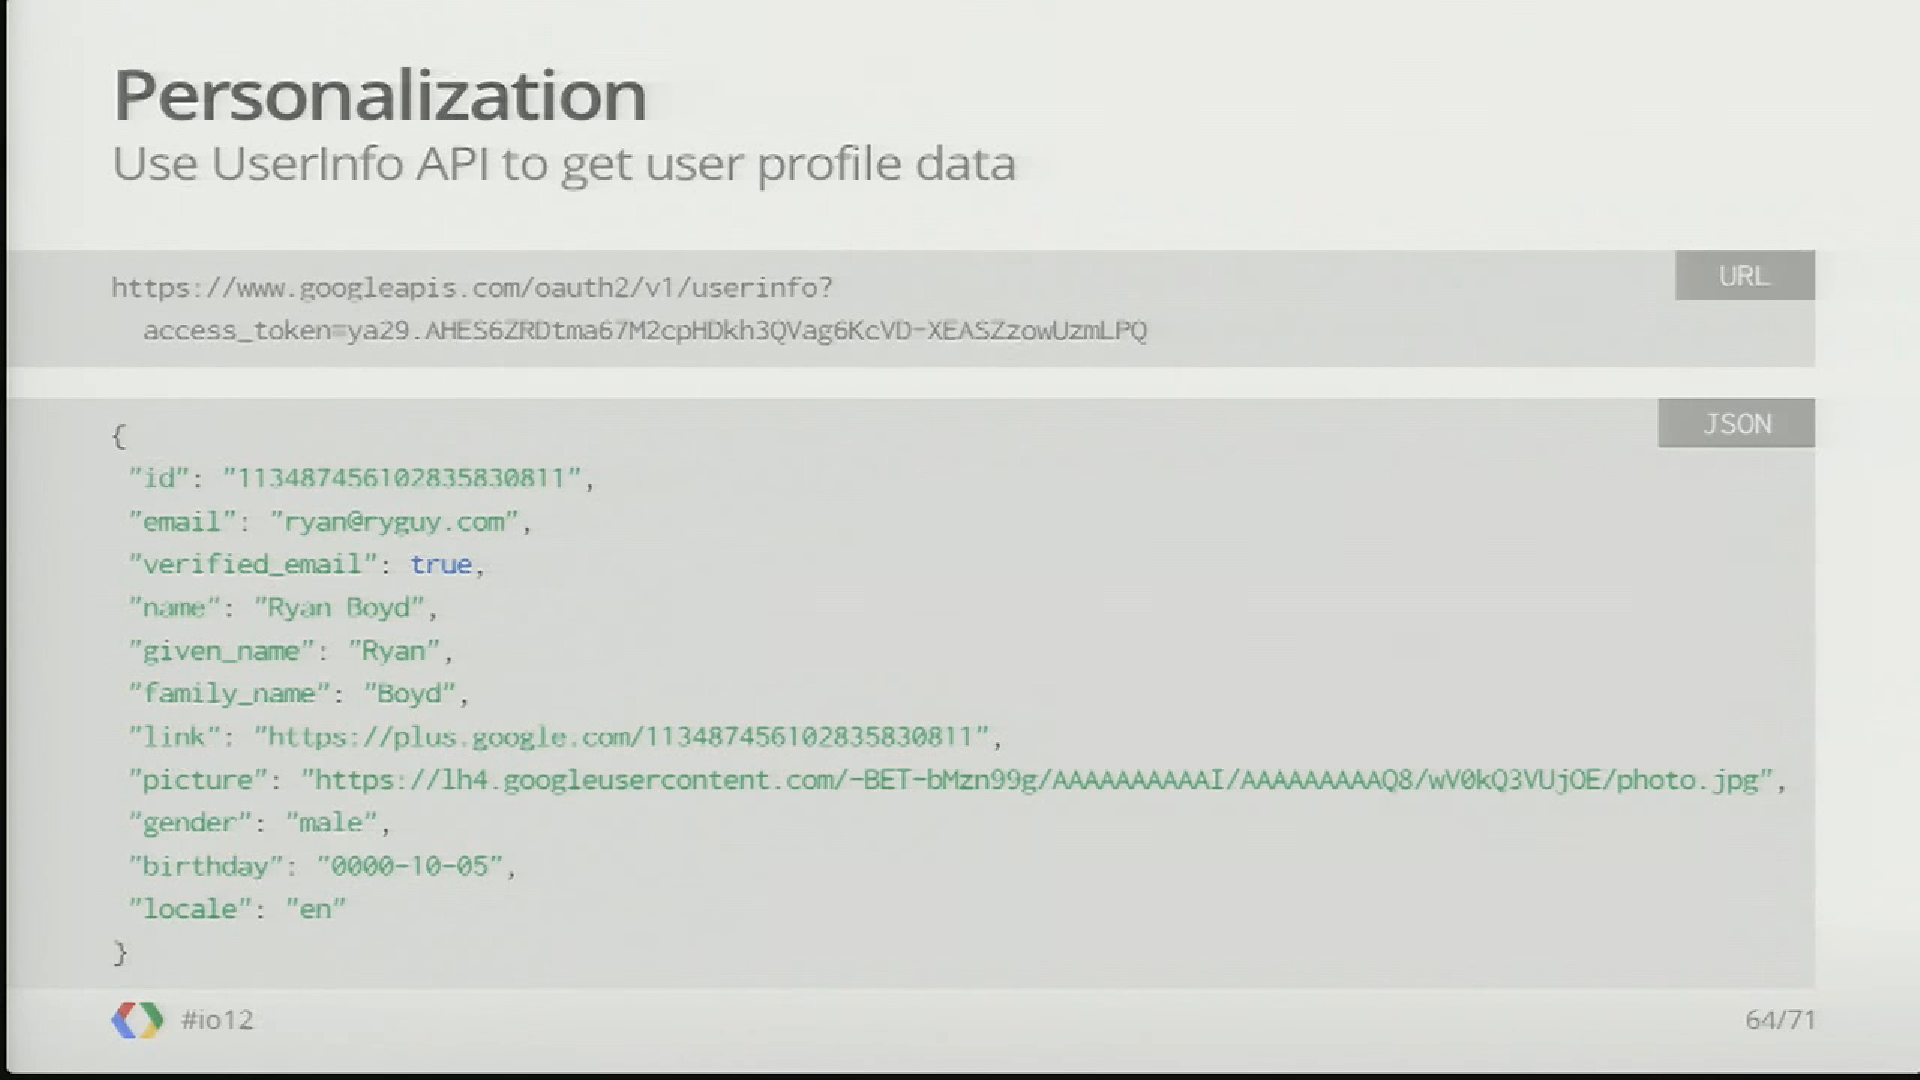 Personalization
Use UserInfo API to get user profile data
URL
https://www.googleapis.com/oauth2/v1/userinfo?
access_token=ya29.AHES6ZRDtma67M2cpHDkh3QVag6KcVD-XEASZzowUzmLPQ
JSON
{
"id": "113487456102835830811",
"email": "ryan@ryguy.com",
"verified_email": true,
"name": "Ryan Boyd",
"given_name": "Ryan",
"family_name": "Boyd",
"link": "https://plus.google.com/113487456102835830811",
"picture": "https://lh4.googleusercontent.com/-BET-bMzn99g/AAAAAAAAAAI/AAAAAAAAAQ8/wV0kQ3VUjOE/photo.jpg",
"gender": "male",
"birthday": "0000-10-05",
"locale": "en"
}
#io12
64/71